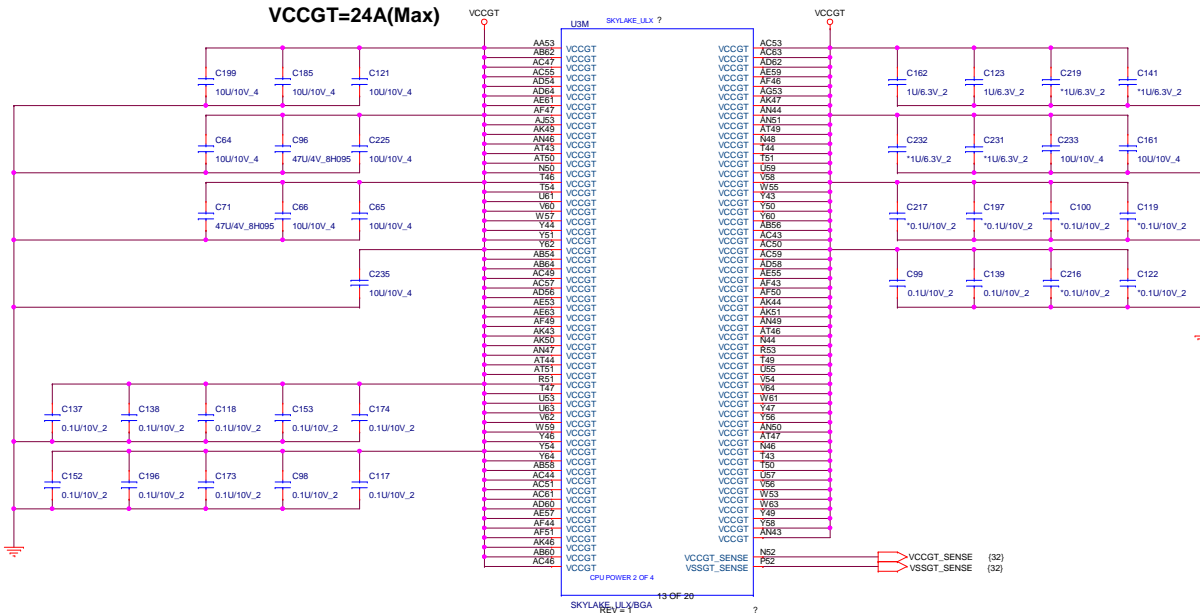 VCCGT=24A(Max)
VCCGT
U3M
SKYLAKE_ULX ?
VCCGT
AA53 VCCGT
AB62 VCCGT
AC47 VCCGT
AC55 VCCGT
AD54 VCCGT
AD64 VCCGT
AE61 VCCGT
AF47 VCCGT
AJ53 VCCGT
AK49 VCCGT
AN46 VCCGT
AT43 VCCGT
AT50 VCCGT
N50 VCCGT
T46 VCCGT
T54 VCCGT
U61 VCCGT
V60 VCCGT
W57 VCCGT
Y44 VCCGT
Y51 VCCGT
Y62 VCCGT
AB54 VCCGT
AB64 VCCGT
AC49 VCCGT
AC57 VCCGT
AD56 VCCGT
AE53 VCCGT
AE63 VCCGT
AF49 VCCGT
AK43 VCCGT
AK50 VCCGT
AN47 VCCGT
AT44 VCCGT
AT51 VCCGT
R51 VCCGT
T47 VCCGT
U53 VCCGT
U63 VCCGT
V62 VCCGT
W59 VCCGT
Y46 VCCGT
Y54 VCCGT
Y64 VCCGT
AB58 VCCGT
AC44 VCCGT
AC51 VCCGT
AC61 VCCGT
AD60 VCCGT
AE57 VCCGT
AF44 VCCGT
AF51 VCCGT
AK46 VCCGT
AB60 VCCGT
AC46 VCCGT
VCCGT AC53
VCCGT AC63
VCCGT AD62
VCCGT AE59
VCCGT AF46
VCCGT AG53
VCCGT AK47
VCCGT AN44
VCCGT AN51
VCCGT AT49
VCCGT N48
VCCGT T44
VCCGT T51
VCCGT U59
VCCGT V58
VCCGT W55
VCCGT Y43
VCCGT Y50
VCCGT Y60
VCCGT AB56
VCCGT AC43
VCCGT AC50
VCCGT AC59
VCCGT AD58
VCCGT AE55
VCCGT AF43
VCCGT AF50
VCCGT AK44
VCCGT AK51
VCCGT AN49
VCCGT AT46
VCCGT N44
VCCGT R53
VCCGT T49
VCCGT U55
VCCGT V54
VCCGT V64
VCCGT W61
VCCGT Y47
VCCGT Y56
VCCGT AN50
VCCGT AT47
VCCGT N46
VCCGT T43
VCCGT T50
VCCGT U57
VCCGT V56
VCCGT W53
VCCGT W63
VCCGT Y49
VCCGT Y58
VCCGT AN43
VCCGT_SENSE N52 VCCGT_SENSE {32}
VSSGT_SENSE P52 VSSGT_SENSE {32}
CPU POWER 2 OF 4
13 OF 20
SKYLAKE_ULX/BGA
REV = 1 ?
C199 C185 C121
10U/10V_4 10U/10V_4 10U/10V_4
C64 C96 C225
10U/10V_4 47U/4V_8H095 10U/10V_4
C71 C66 C65
47U/4V_8H095 10U/10V_4 10U/10V_4
C235
10U/10V_4
C137 C138 C118 C153 C174
0.1U/10V_2 0.1U/10V_2 0.1U/10V_2 0.1U/10V_2 0.1U/10V_2
C152 C196 C173 C98 C117
0.1U/10V_2 0.1U/10V_2 0.1U/10V_2 0.1U/10V_2 0.1U/10V_2
C162 C123 C219 C141
1U/6.3V_2 1U/6.3V_2 *1U/6.3V_2 *1U/6.3V_2
C232 C231 C233 C161
*1U/6.3V_2 *1U/6.3V_2 10U/10V_4 10U/10V_4
C217 C197 C100 C119
*0.1U/10V_2 *0.1U/10V_2 *0.1U/10V_2 *0.1U/10V_2
C99 C139 C216 C122
0.1U/10V_2 0.1U/10V_2 *0.1U/10V_2 *0.1U/10V_2